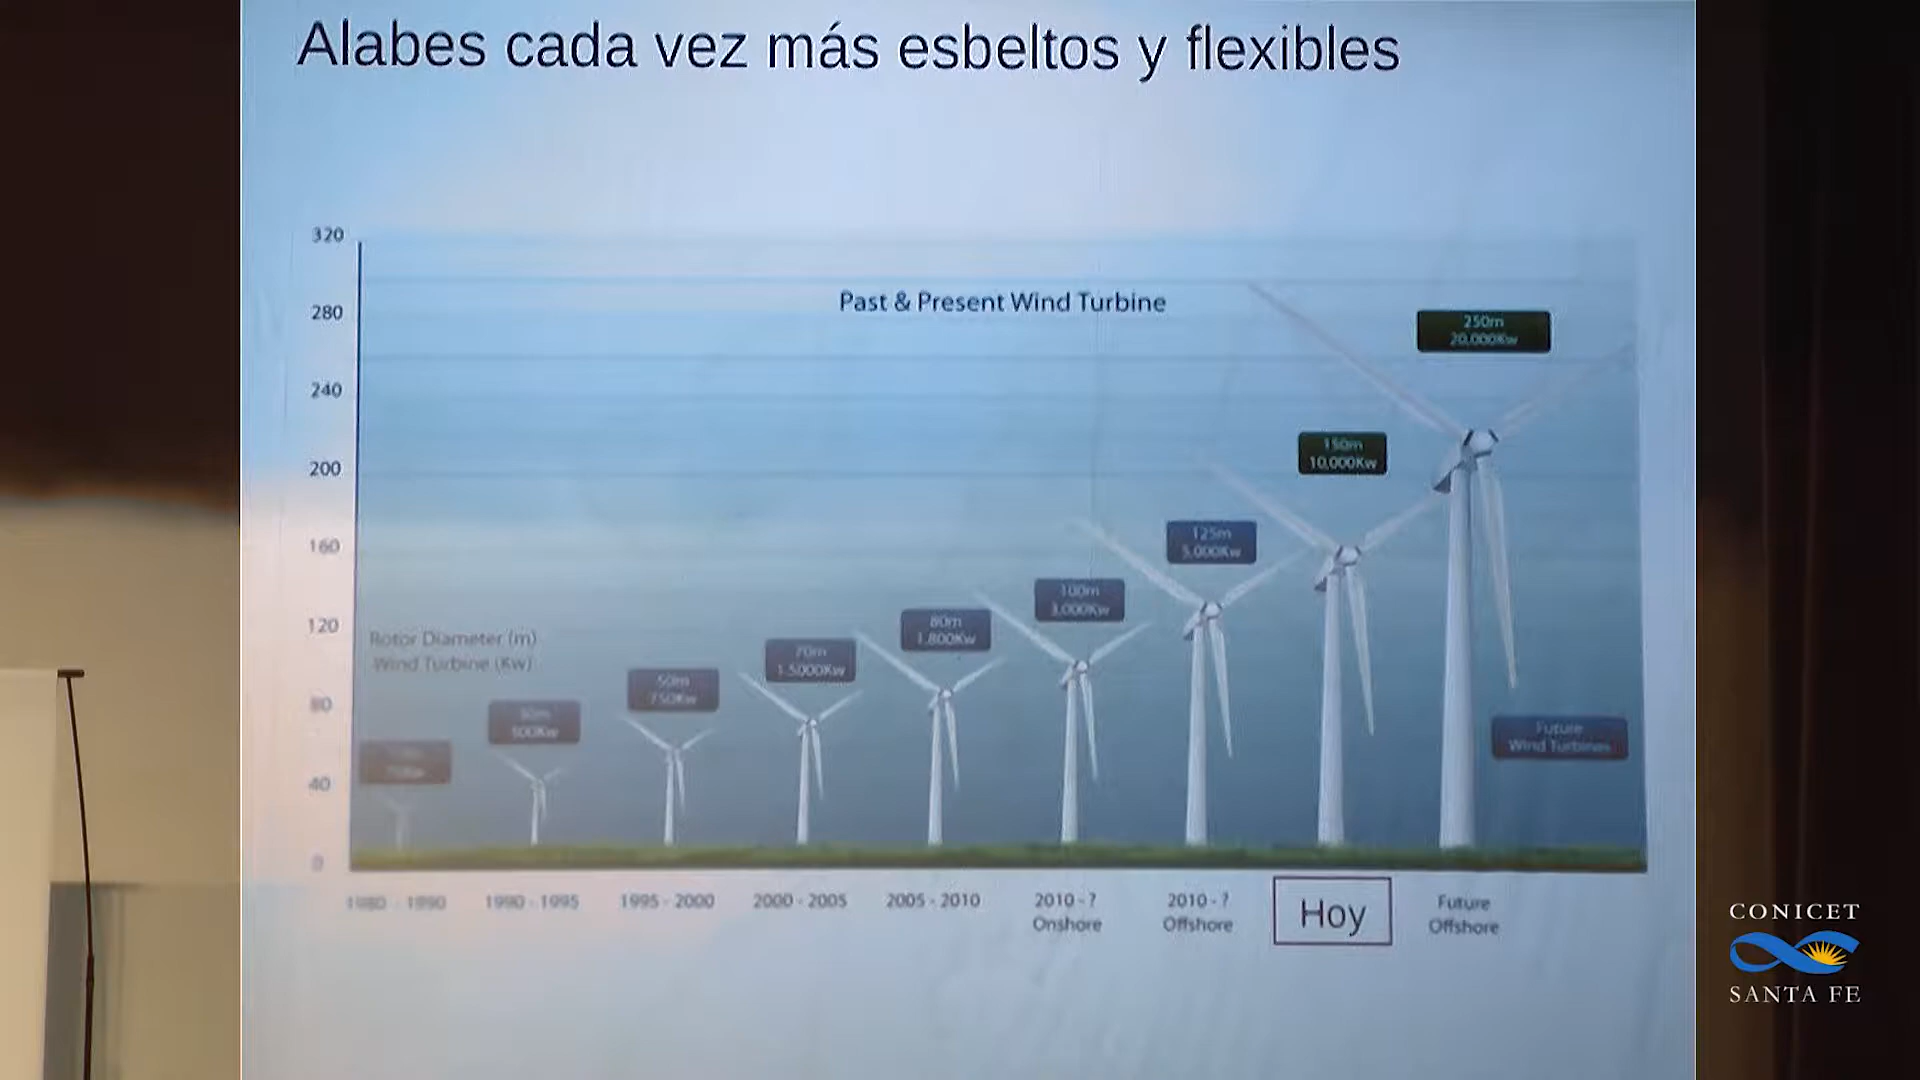 Alabes cada vez más esbeltos y flexibles
320
280
240
200
160
120
80
40
0
Past & Present Wind Turbine
Rotor Diameter (m)
Wind Turbine (Kw)
50m
750Kw
70m
1.5000Kw
80m
1.800Kw
100m
3,000Kw
125m
5,000Kw
150m
10,000Kw
250m
20,000Kw
Future
Wind Turbines
1980 - 1990
1990 - 1995
1995 - 2000
2000 - 2005
2005 - 2010
2010 - ?
Onshore
2010 - ?
Offshore
Hoy
Future
Offshore
CONICET
SANTA FE